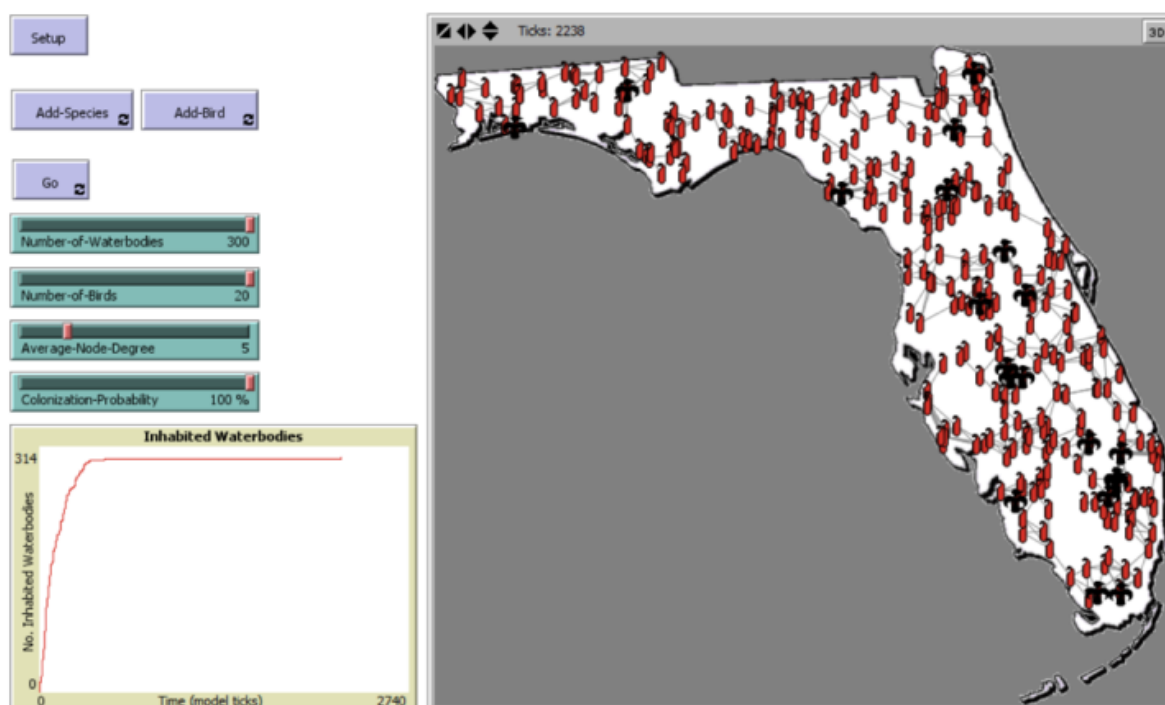 Setup
Add-Species
Add-Bird
Go
Number-of-Waterbodies 300
Number-of-Birds 20
Average-Node-Degree 5
Colonization-Probability 100 %
Inhabited Waterbodies
314
No. Inhabited Waterbodies
0
0
Time (model ticks)
2740
Ticks: 2238
3D